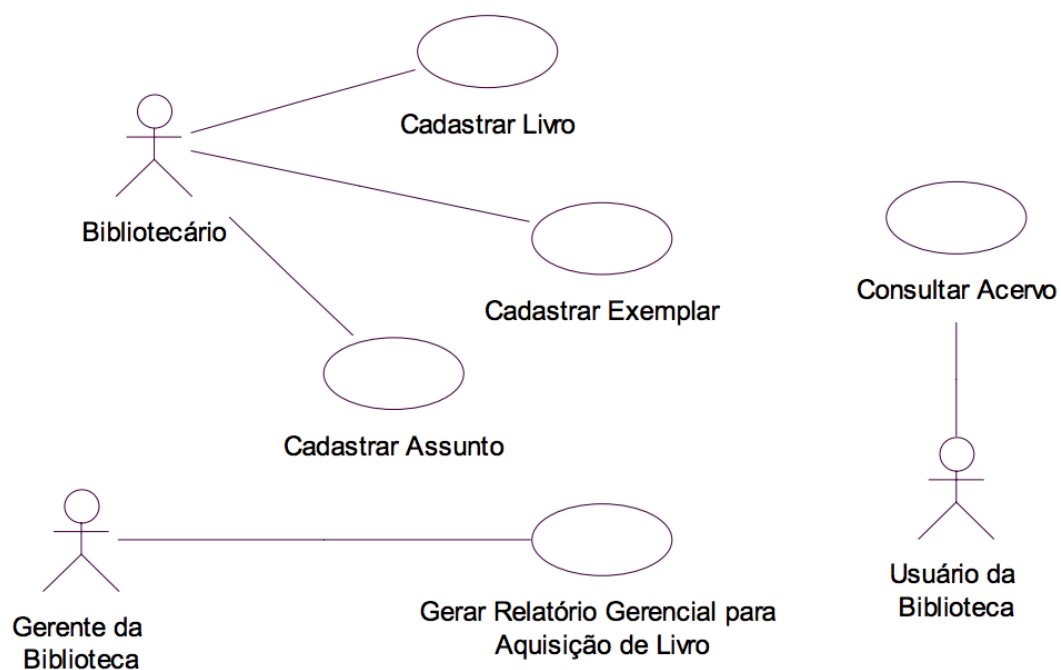 Cadastrar Livro
Bibliotecário
Cadastrar Exemplar
Consultar Acervo
Cadastrar Assunto
Gerente da
Biblioteca
Gerar Relatório Gerencial para
Aquisição de Livro
Usuário da
Biblioteca